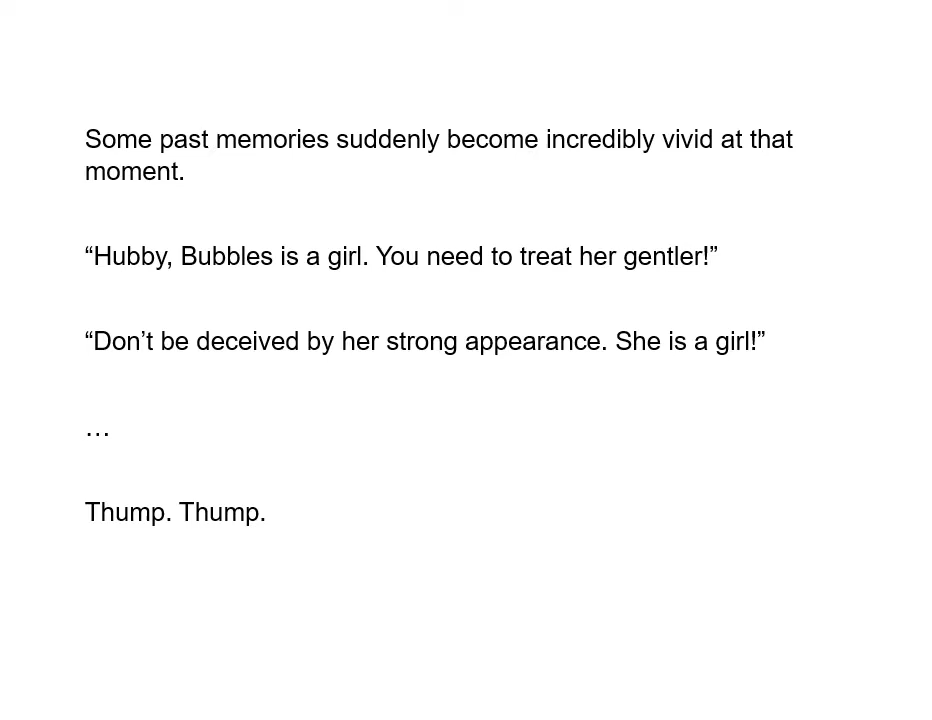 Some past memories suddenly become incredibly vivid at that
moment.
“Hubby, Bubbles is a girl. You need to treat her gentler!”
“Don’t be deceived by her strong appearance. She is a girl!”
…
Thump. Thump.